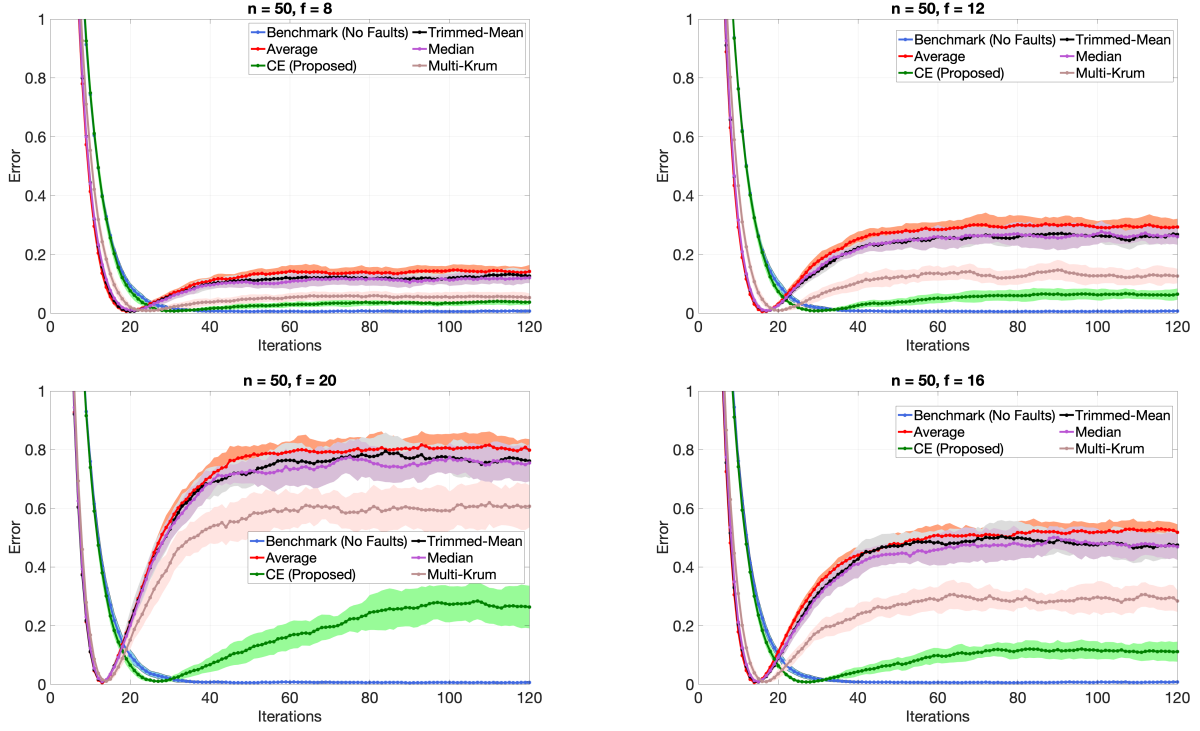 n = 50, f = 8
Error
1
0.8
0.6
0.4
0.2
0
0 20 40 60 80 100 120
Iterations
Benchmark (No Faults) Trimmed-Mean
Average Median
CE (Proposed) Multi-Krum
n = 50, f = 12
Error
1
0.8
0.6
0.4
0.2
0
0 20 40 60 80 100 120
Iterations
Benchmark (No Faults) Trimmed-Mean
Average Median
CE (Proposed) Multi-Krum
n = 50, f = 20
Error
1
0.8
0.6
0.4
0.2
0
0 20 40 60 80 100 120
Iterations
Benchmark (No Faults) Trimmed-Mean
Average Median
CE (Proposed) Multi-Krum
n = 50, f = 16
Error
1
0.8
0.6
0.4
0.2
0
0 20 40 60 80 100 120
Iterations
Benchmark (No Faults) Trimmed-Mean
Average Median
CE (Proposed) Multi-Krum